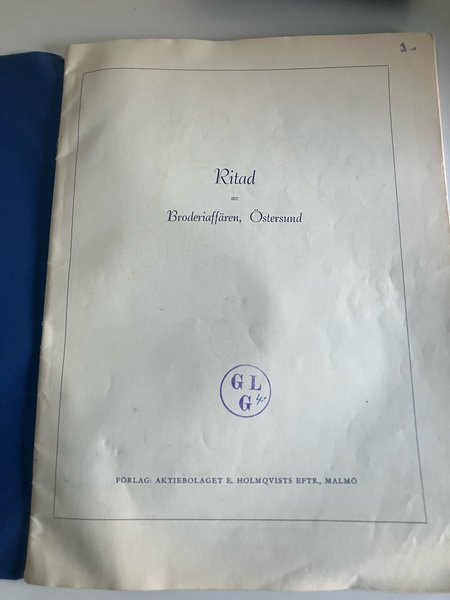 Ritad
av
Broderiaffären, Östersund
G L
G
FÖRLAG: AKTIEBOLAGET E. HOLMQVISTS EFTR., MALMÖ